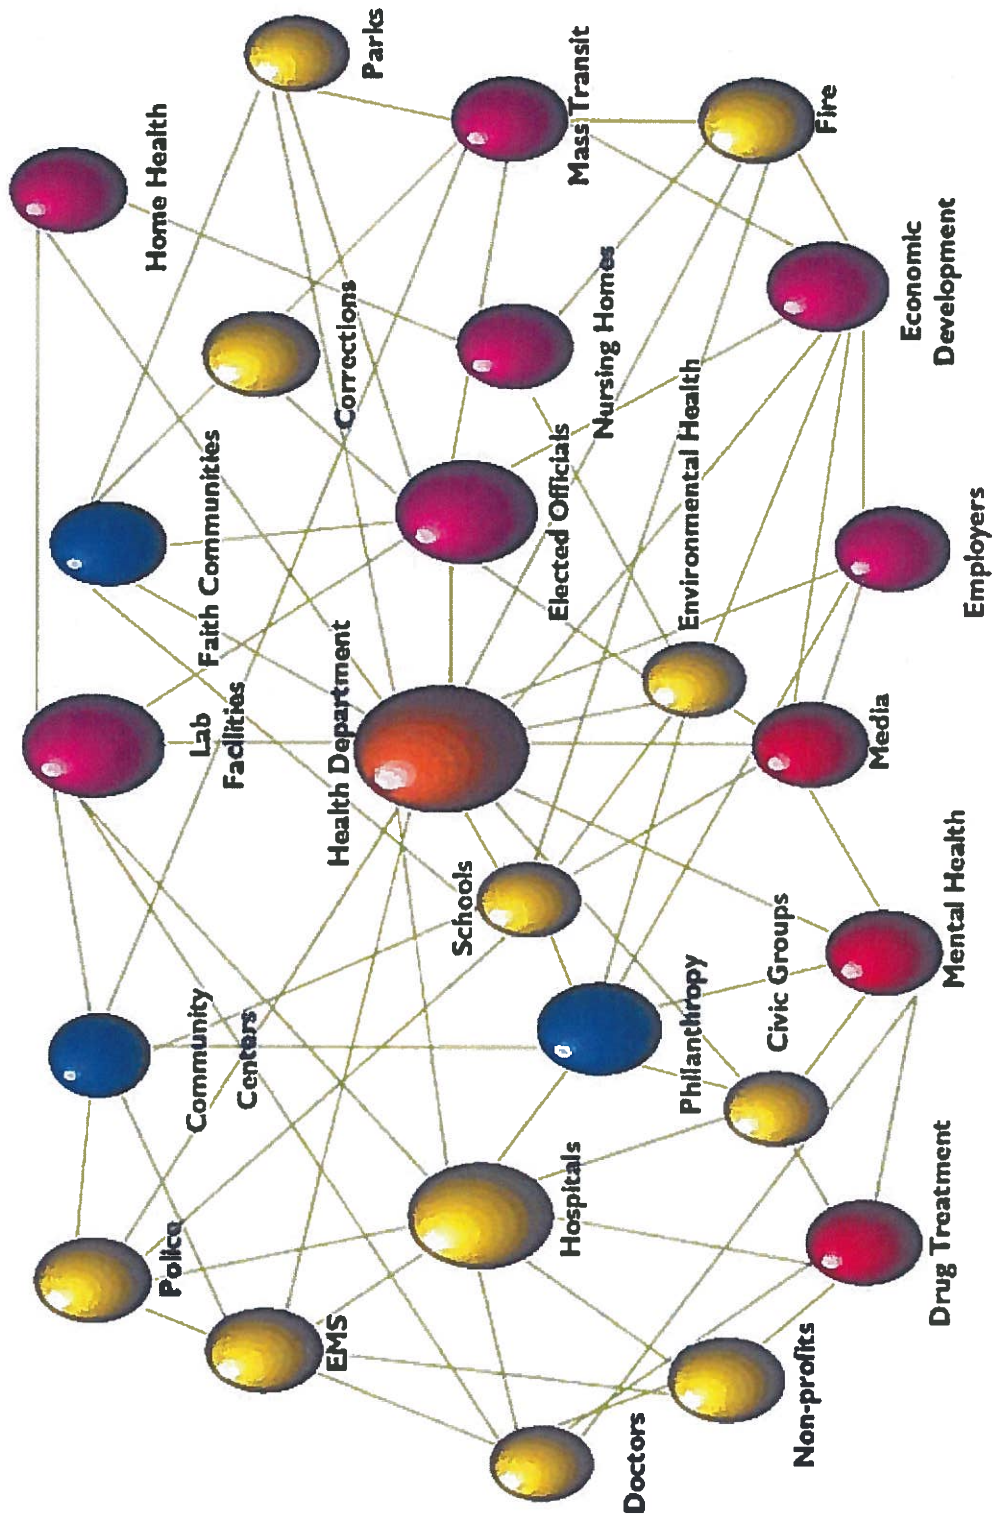 Police
Community
Centers
Lab
Facilities
Faith Communities
Home Health
EMS
Health Department
Corrections
Parks
Schools
Hospitals
Elected Officials
Mass Transit
Doctors
Nursing Homes
Philanthropy
Environmental Health
Civic Groups
Non-profits
Fire
Media
Economic
Development
Drug Treatment
Mental Health
Employers